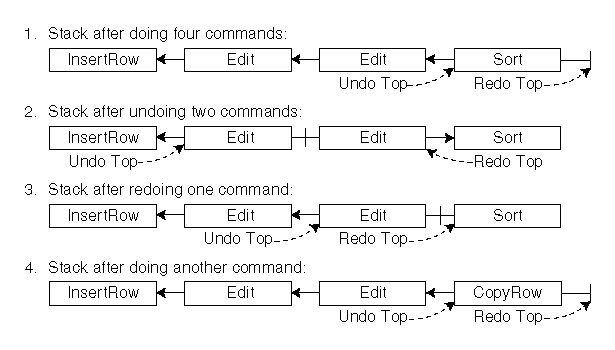 1. Stack after doing four commands:
InsertRow Edit Edit Sort
Undo Top Redo Top
2. Stack after undoing two commands:
InsertRow Edit Edit Sort
Undo Top Redo Top
3. Stack after redoing one command:
InsertRow Edit Edit Sort
Undo Top Redo Top
4. Stack after doing another command:
InsertRow Edit Edit CopyRow
Undo Top Redo Top